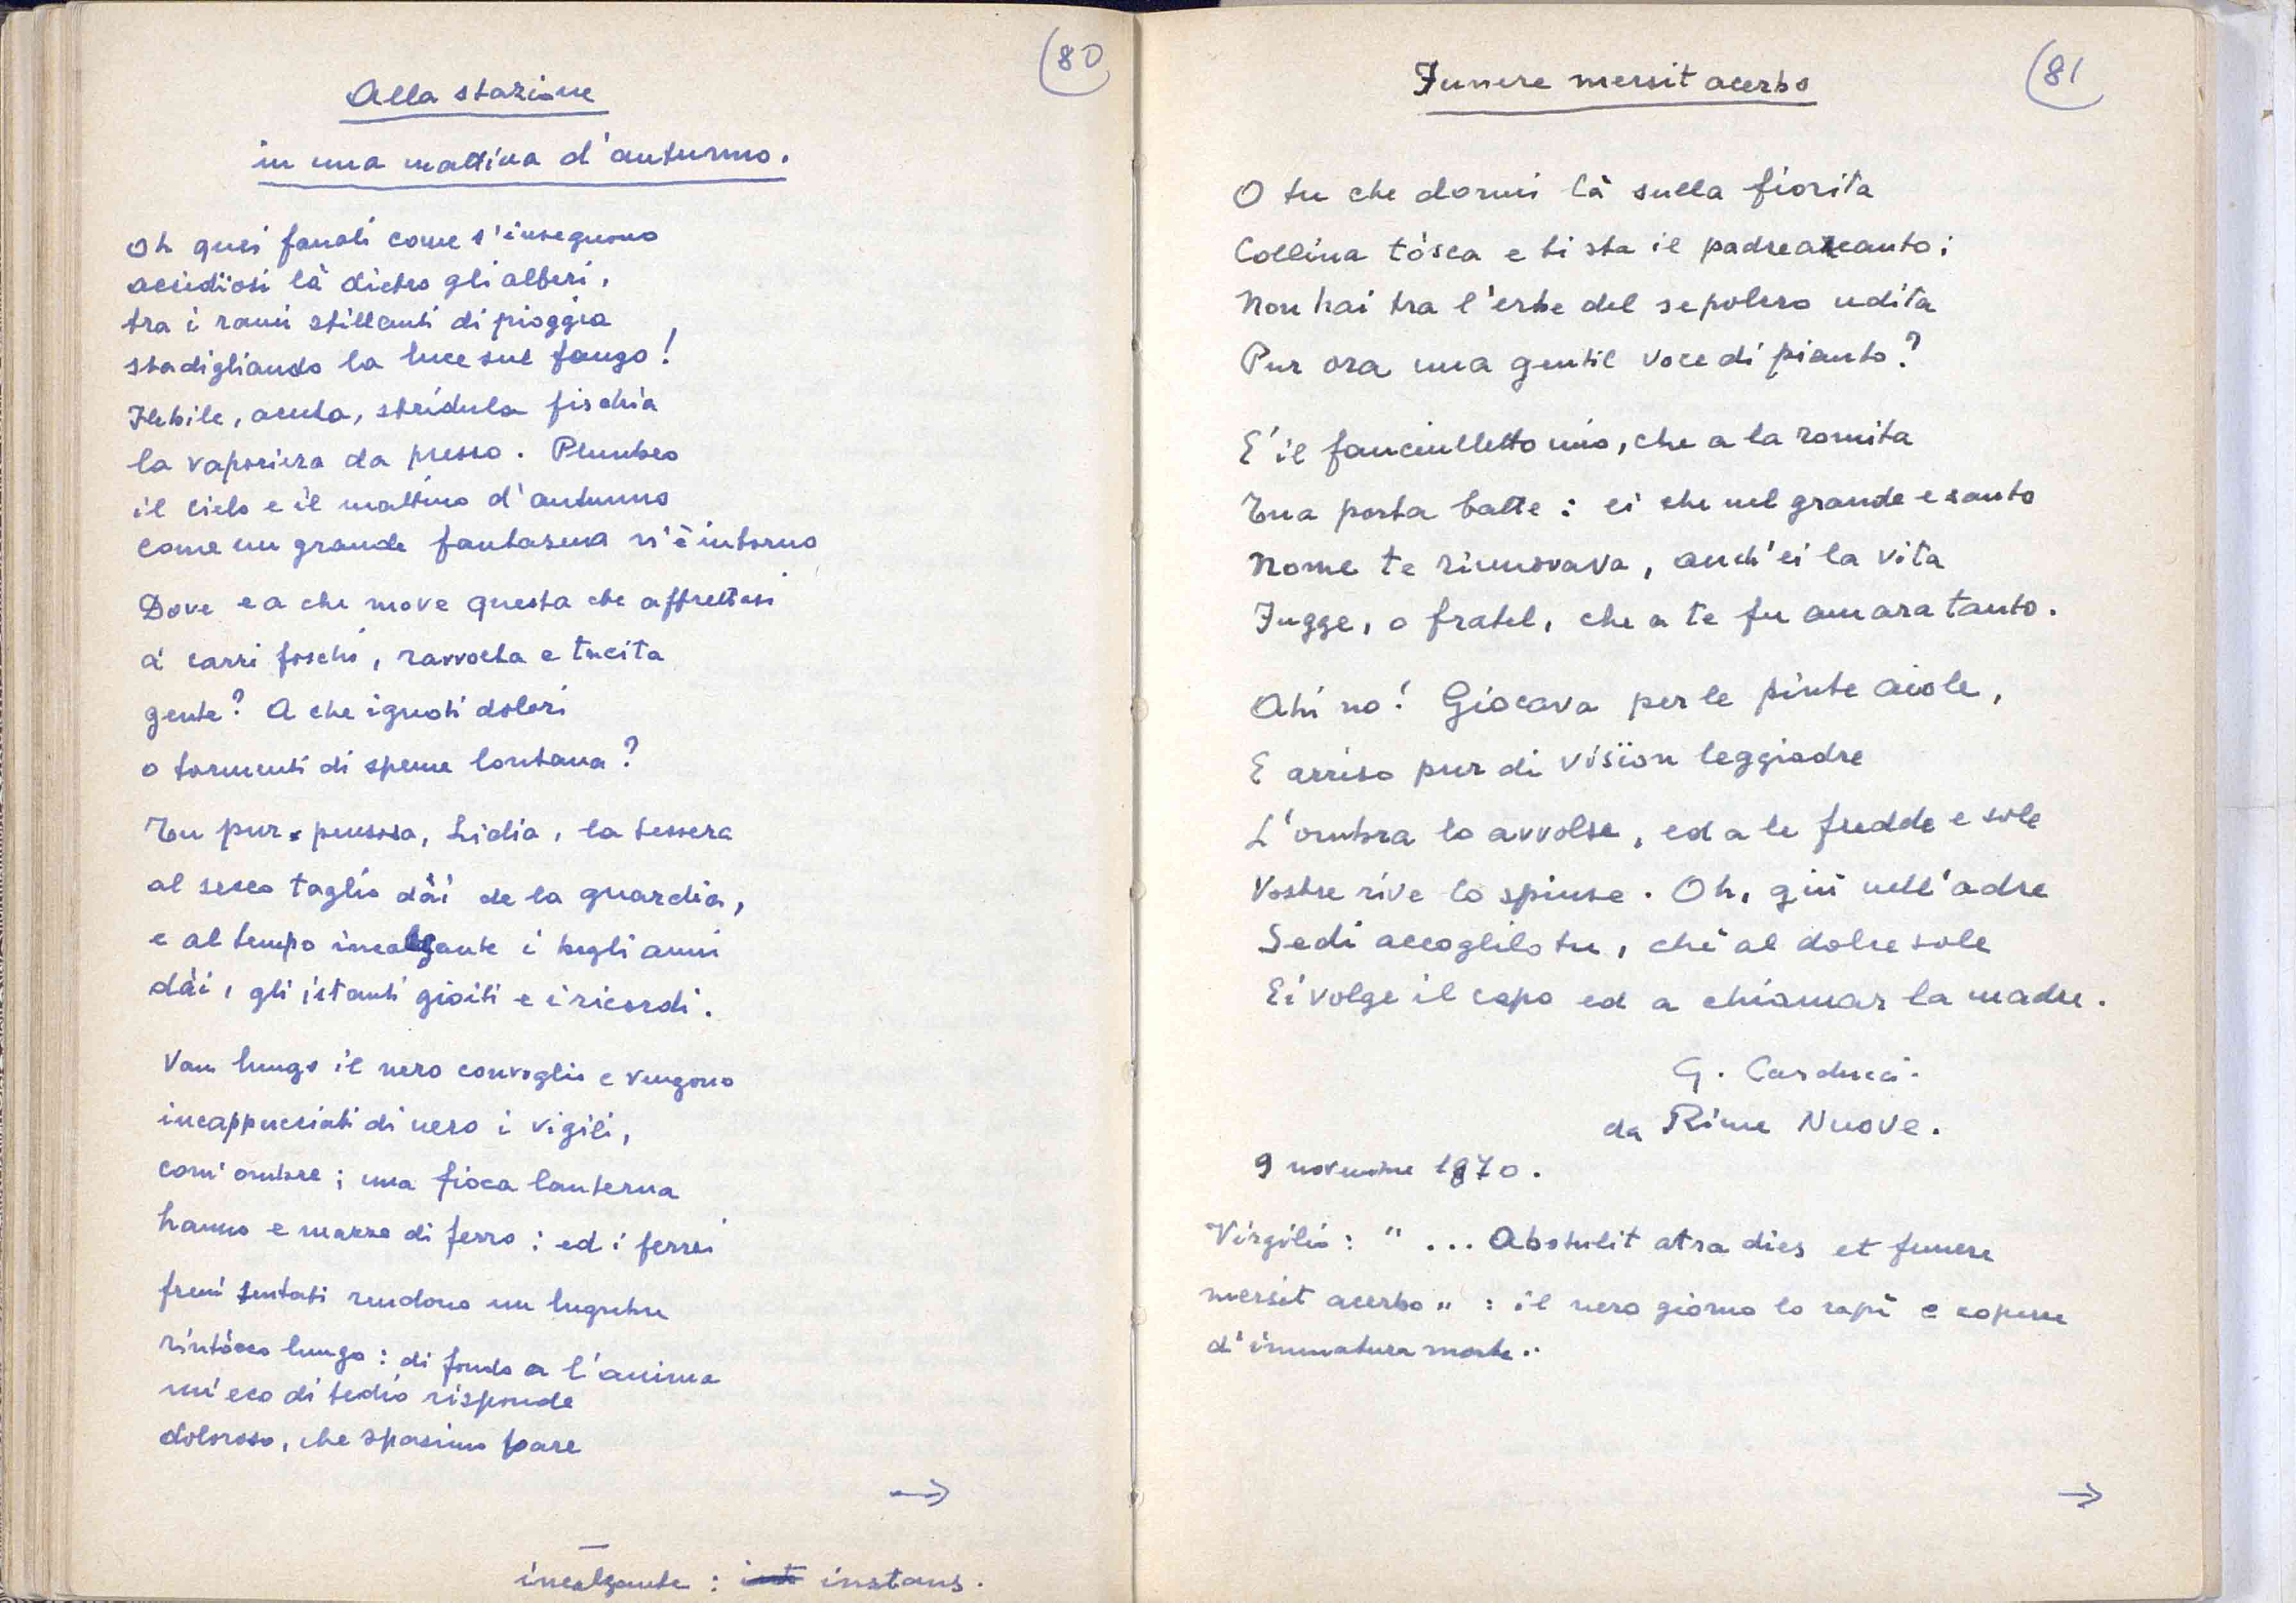 80
Alla stazione
in una mattina d'autunno.
Oh quei fanali come s'inseguono
accidïosi là dietro gli alberi,
tra i rami stillanti di pioggia
sbadigliando la luce sul fango!
Flebile, acuta, stridula fischia
la vaporiera da presso. Plumbeo
il cielo e il mattino d'autunno
come un grande fantasma n'è intorno
Dove e a che move questa che affrettasi
a' carri foschi, ravvolta e tacita
gente? A che ignoti dolori
o tormenti di speme lontana?
Tu pur pensosa, Lidia, la tessera
al secco taglio dài de la guardia,
e al tempo incalzante i begli anni
dài, gli istanti gioiti e i ricordi.
Van lungo il nero convoglio e vengono
incappucciati di nero i vigili,
com' ombre; una fioca lanterna
hanno e mazze di ferro: ed i ferrei
freni tentati rendono un lugubre
rintòcco lungo: di fondo a l'anima
un'eco di tedio risponde
doloroso, che spasimo pare
→
incalzante: instans.
81
Funere mersit acerbo
O tu che dormi là sulla fiorita
Collina tósca e ti sta il padre accanto;
Non hai tra l'erbe del sepolcro udita
Pur ora una gentil voce di pianto?
E' il fanciulletto mio, che a la romita
Tua porta batte: ei che nel grande e santo
Nome te rinnovava, anch'ei la vita
Fugge, o fratel, che a te fu amara tanto.
Ahi no! Giocava per le pinte aiole,
E arriso pur di visïon leggiadre
L'ombra lo avvolse, ed a le fredde e sole
Vostre rive lo spinse. Oh, giù nell'adre
Sedi accoglilo tu, chè al dolce sole
Ei volge il capo ed a chiamar la madre.
G. Carducci.
da Rime Nuove.
9 novembre 1870.
Virgilio: "... Abstulit atra dies et funere
mersit acerbo": il nero giorno lo rapì e coperse
d'immatura morte..
→